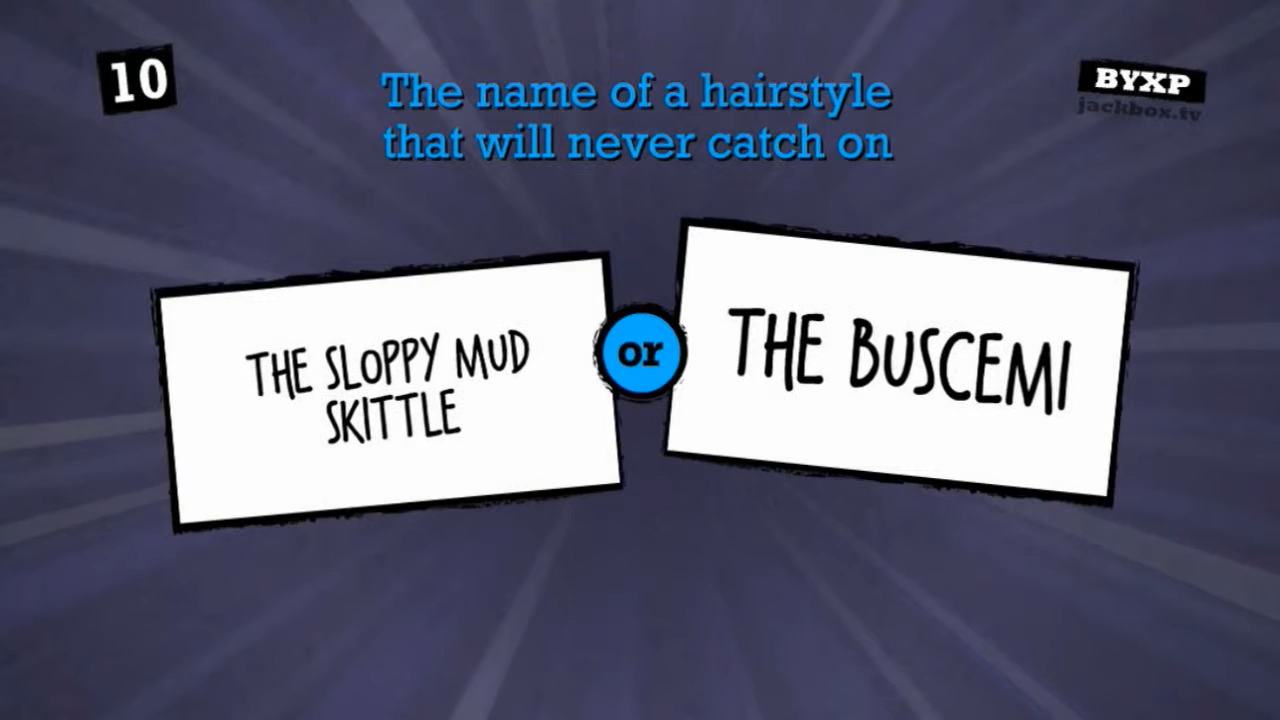 10
The name of a hairstyle
that will never catch on
BYXP
jackbox.tv
THE SLOPPY MUD
SKITTLE
or
THE BUSCEMI